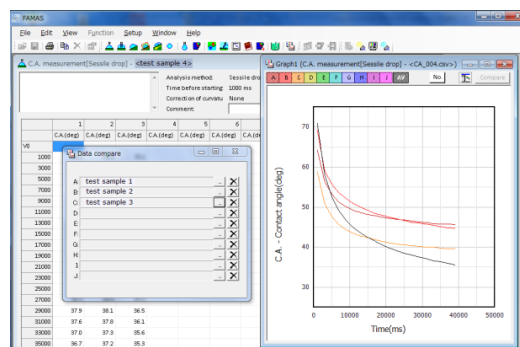 FAMAS
File Edit View Function Setup Window Help
C.A. measurement[Sessile drop] - <test sample 4>
Analysis method: Sessile dro
Time before starting 1000 ms
Correction of curvatu None
Comment:
1 2 3 4 5 6
C.A.(deg) C.A.(deg) C.A.(deg) C.A.(deg) C.A.(deg) C.A.(deg)
1000
3000
5000
7000
9000
11000
13000
15000
17000
19000
21000
23000
25000
27000
29000 37.9 38.1 36.5
31000 37.6 37.8 36.1
33000 37.0 37.3 35.6
35000 36.7 37.2 35.3
Data compare
A: test sample 1
B: test sample 2
C: test sample 3
D:
E:
F:
G:
H:
I:
J:
Graph1 (C.A. measurement[Sessile drop] - <CA_004.csv>)
A B C D E F G H I J AV No. Compare
C.A. - Contact angle(deg)
70
60
50
40
30
0 10000 20000 30000 40000 50000
Time(ms)